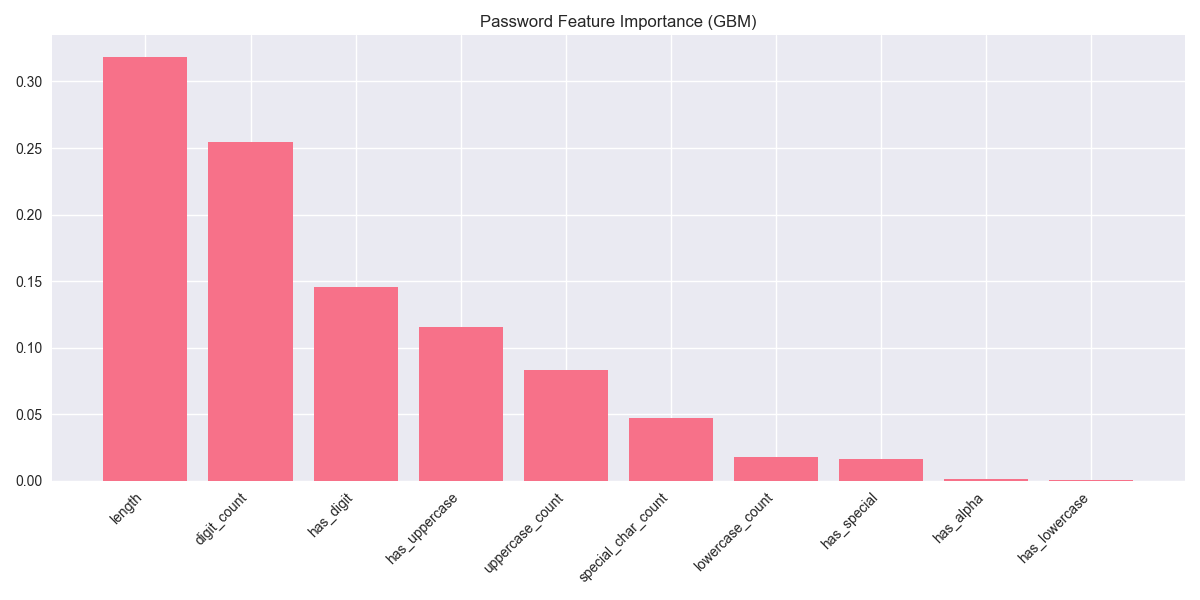 Password Feature Importance (GBM)
0.30
0.25
0.20
0.15
0.10
0.05
0.00
length
digit_count
has_digit
has_uppercase
uppercase_count
special_char_count
lowercase_count
has_special
has_alpha
has_lowercase